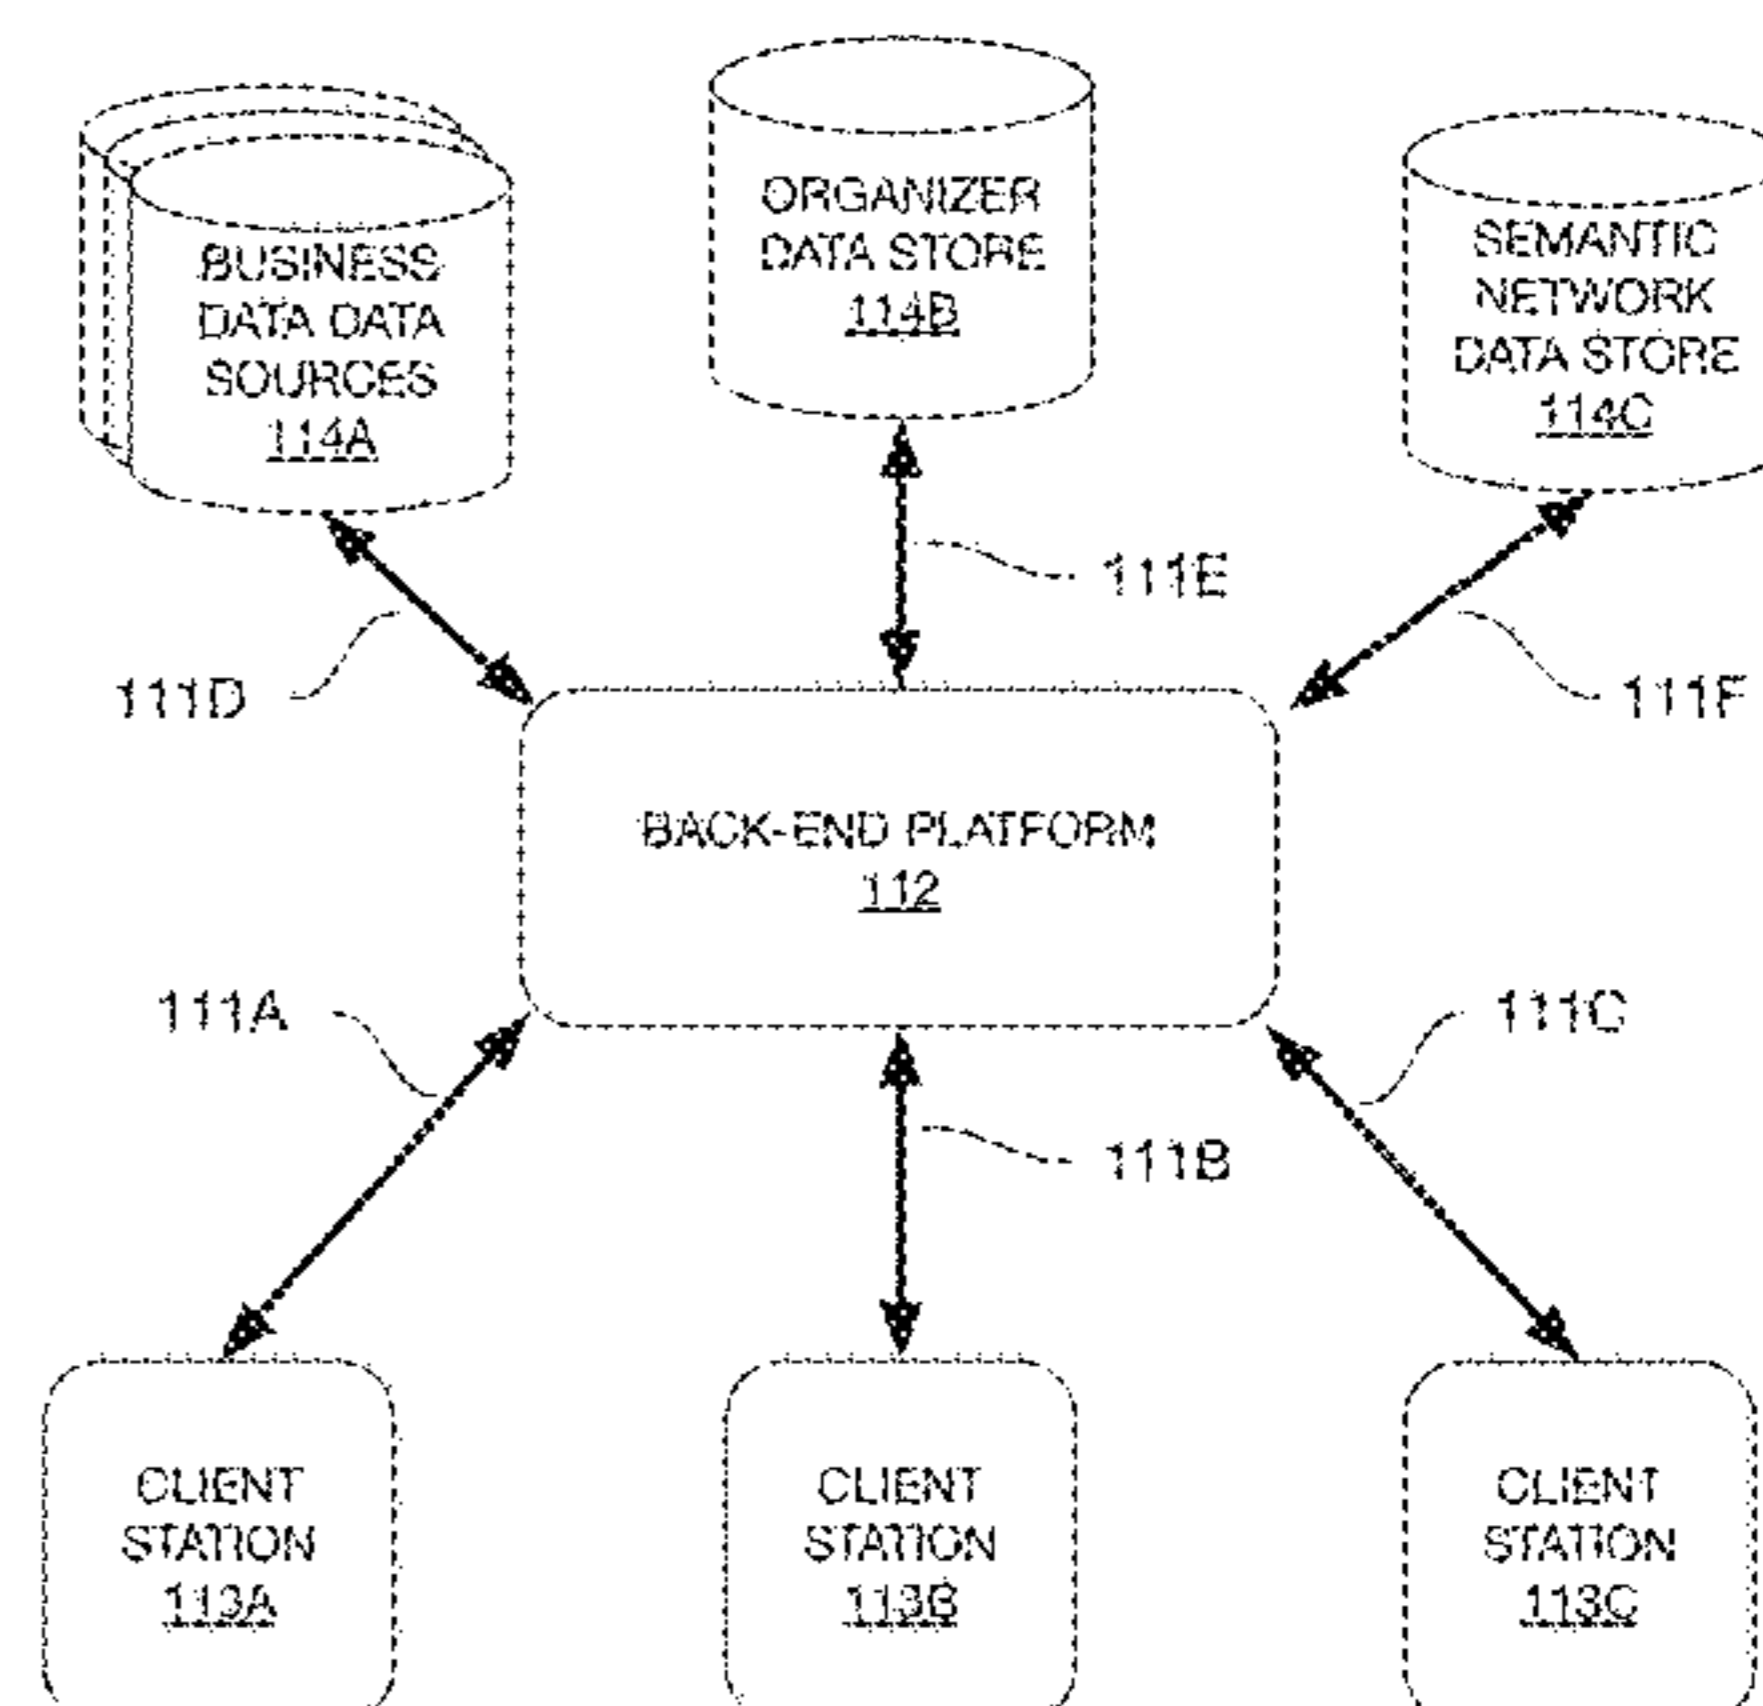 ORGANIZER
DATA STORE
114B
BUSINESS
DATA DATA
SOURCES
114A
SEMANTIC
NETWORK
DATA STORE
114C
111E
111D
111F
BACK-END PLATFORM
112
111A
111C
111B
CLIENT
STATION
113A
CLIENT
STATION
113B
CLIENT
STATION
113C